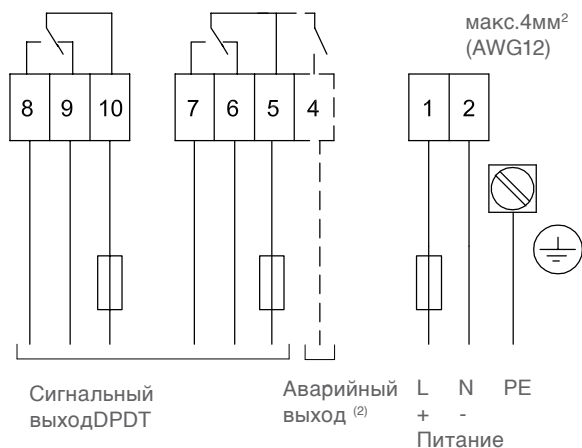 макс.4мм²
(AWG12)
8 9 10 7 6 5 4 1 2
Сигнальный
выходDPDT
Аварийный
выход ⁽²⁾
L N PE
+ -
Питание